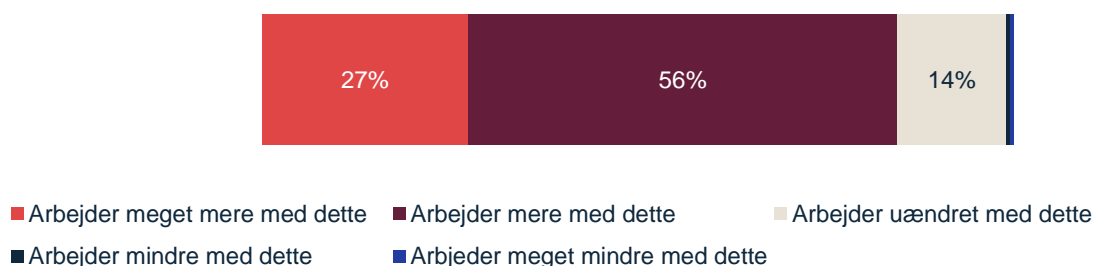 27% 56% 14%
Arbejder meget mere med dette Arbejder mere med dette Arbejder uændret med dette
Arbejder mindre med dette Arbjeder meget mindre med dette